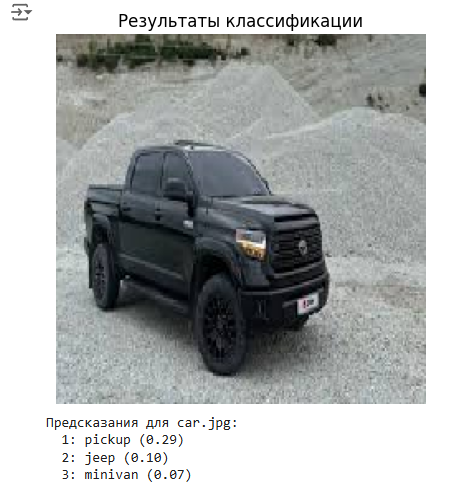 Результаты классификации
Предсказания для car.jpg:
1: pickup (0.29)
2: jeep (0.10)
3: minivan (0.07)